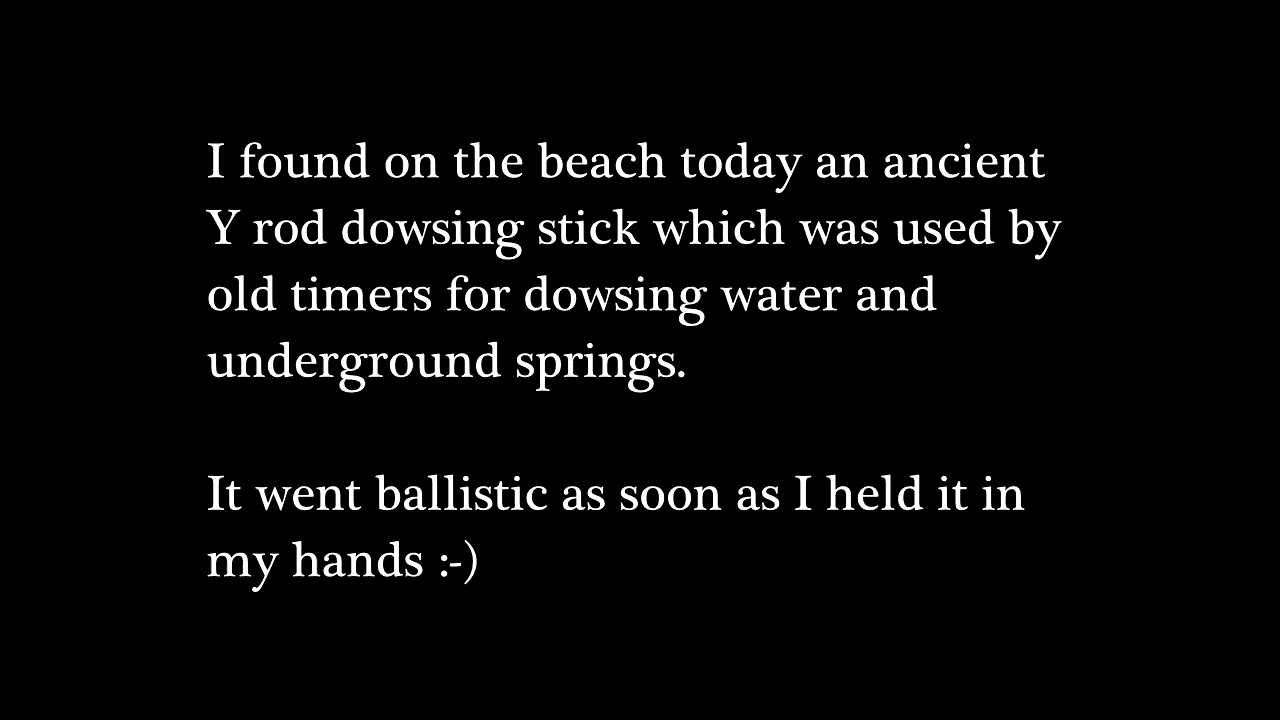 I found on the beach today an ancient
Y rod dowsing stick which was used by
old timers for dowsing water and
underground springs.
It went ballistic as soon as I held it in
my hands :-)